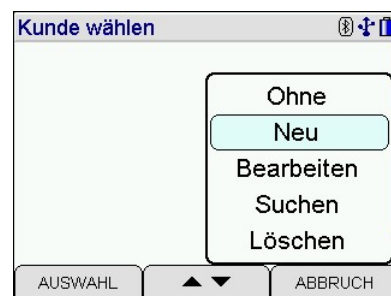 Kunde wählen
Ohne
Neu
Bearbeiten
Suchen
Löschen
AUSWAHL ▲ ▼ ABBRUCH